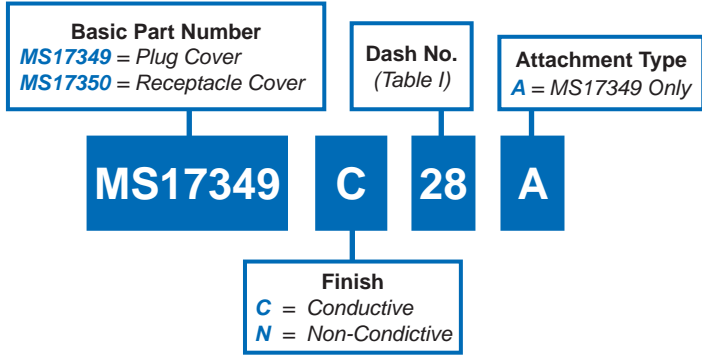 Basic Part Number
MS17349 = Plug Cover
MS17350 = Receptacle Cover
Dash No.
(Table I)
Attachment Type
A = MS17349 Only
MS17349 C 28 A
Finish
C = Conductive
N = Non-Condictive